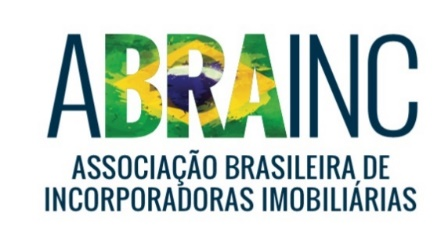 ABRAINC
ASSOCIAÇÃO BRASILEIRA DE
INCORPORADORAS IMOBILIÁRIAS